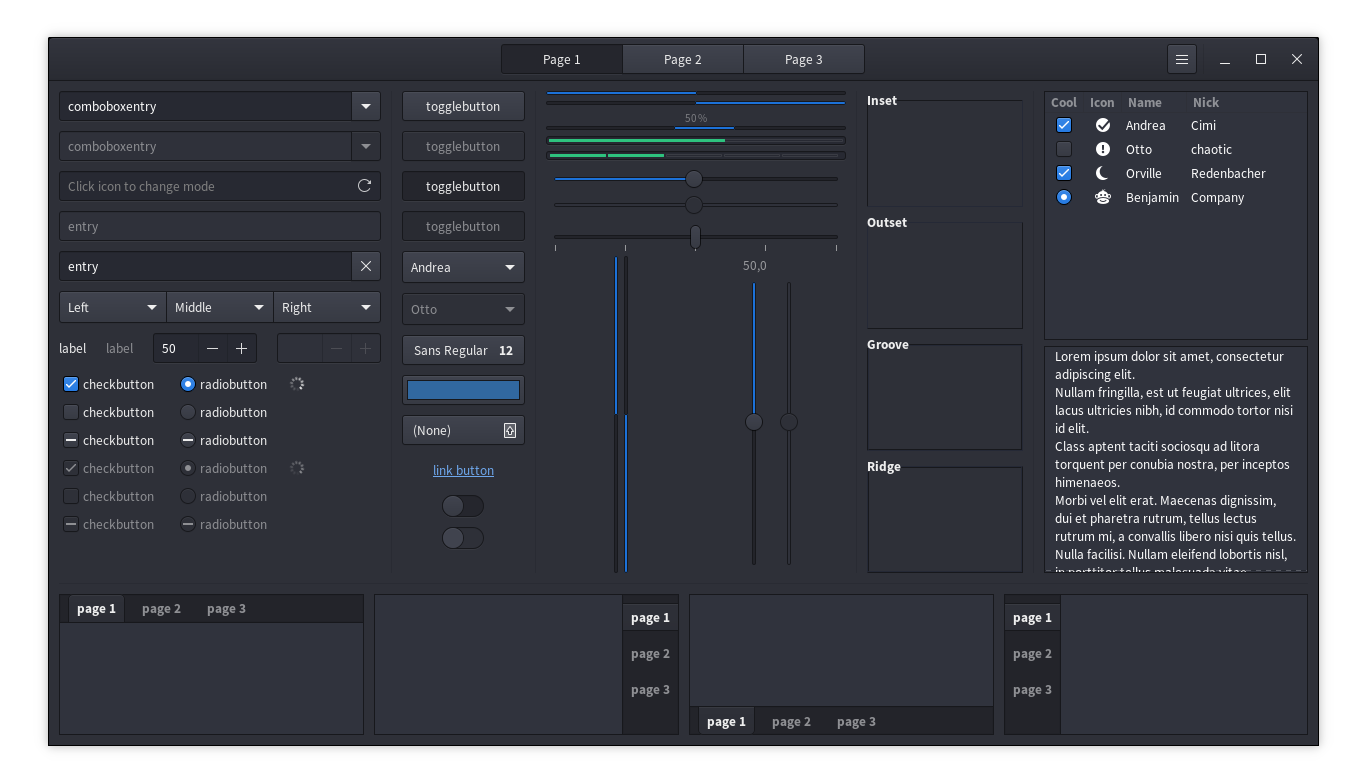 Page 1
Page 2
Page 3
comboboxentry
comboboxentry
Click icon to change mode
entry
entry
Left
Middle
Right
label
label
50
checkbutton
radiobutton
checkbutton
radiobutton
checkbutton
radiobutton
checkbutton
radiobutton
checkbutton
radiobutton
checkbutton
radiobutton
togglebutton
togglebutton
togglebutton
togglebutton
Andrea
Otto
Sans Regular 12
(None)
link button
50 %
50,0
Inset
Outset
Groove
Ridge
Cool Icon Name Nick
Andrea Cimi
Otto chaotic
Orville Redenbacher
Benjamin Company
Lorem ipsum dolor sit amet, consectetur
adipiscing elit.
Nullam fringilla, est ut feugiat ultrices, elit
lacus ultricies nibh, id commodo tortor nisi
id elit.
Class aptent taciti sociosqu ad litora
torquent per conubia nostra, per inceptos
himenaeos.
Morbi vel elit erat. Maecenas dignissim,
dui et pharetra rutrum, tellus lectus
rutrum mi, a convallis libero nisi quis tellus.
Nulla facilisi. Nullam eleifend lobortis nisl,
in porttitor tellus malesuada vitae.
page 1
page 2
page 3
page 1
page 2
page 3
page 1
page 2
page 3
page 1
page 2
page 3